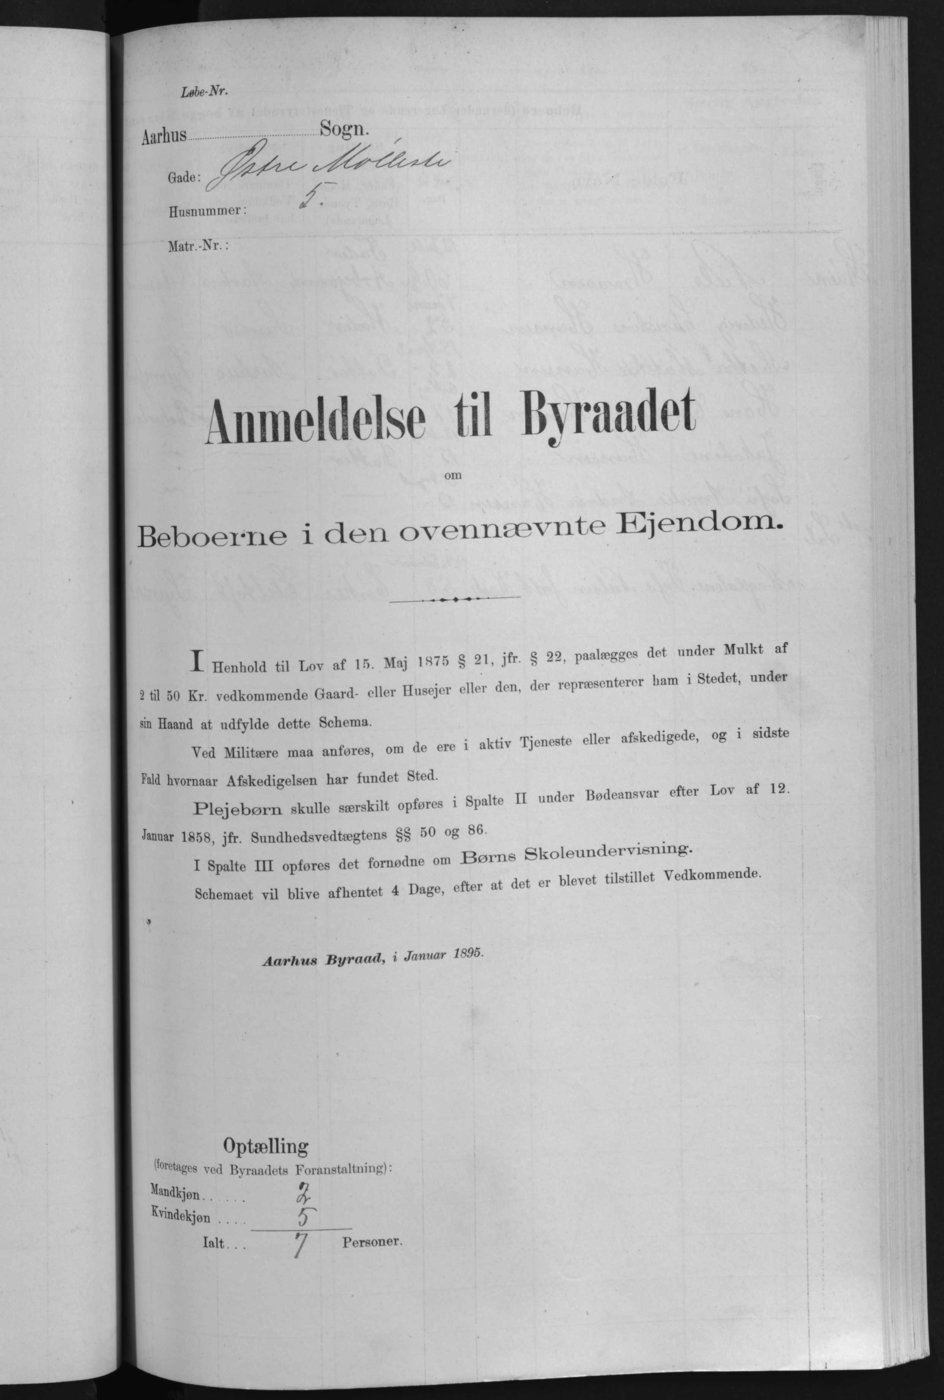 Løbe-Nr.
Aarhus Sogn.
Gade: Østre Mølleste
Husnummer: 5.
Matr.-Nr.:
Anmeldelse til Byraadet
om
Beboerne i den ovennævnte Ejendom.
I Henhold til Lov af 15. Maj 1875 § 21, jfr. § 22, paalægges det under Mulkt af
2 til 50 Kr. vedkommende Gaard- eller Husejer eller den, der repræsenterer ham i Stedet, under
sin Haand at udfylde dette Schema.
Ved Militære maa anføres, om de ere i aktiv Tjeneste eller afskedigede, og i sidste
Fald hvornaar Afskedigelsen har fundet Sted.
Plejebørn skulle særskilt opføres i Spalte II under Bødeansvar efter Lov af 12.
Januar 1858, jfr. Sundhedsvedtægtens §§ 50 og 86.
I Spalte III opføres det fornødne om Børns Skoleundervisning.
Schemaet vil blive afhentet 4 Dage, efter at det er blevet tilstillet Vedkommende.
Aarhus Byraad, i Januar 1895.
Optælling
(foretages ved Byraadets Foranstaltning):
Mandkjøn...... 2
Kvindekjøn .... 5
Ialt... 7 Personer.